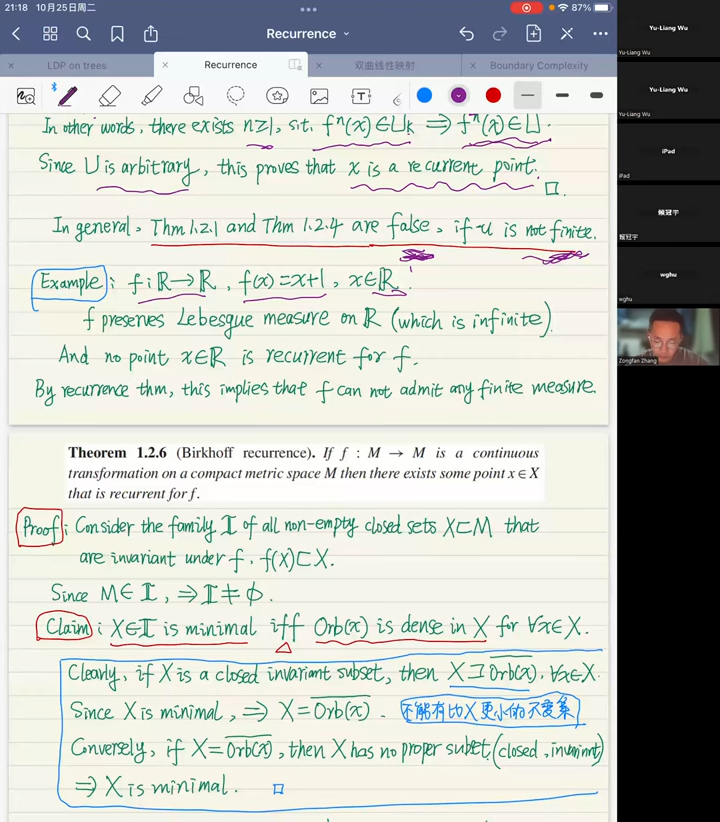 21:18 10月25日周二
87%
Recurrence
LDP on trees
Recurrence
双曲线性映射
Boundary Complexity
In other words, there exists n≥1, s.t. fⁿ(x)∈Uk ⟹ fⁿ(x)∈U.
Since U is arbitrary, this proves that x is a recurrent point. □.
In general, Thm 1.2.1 and Thm 1.2.4 are false, if u is not finite.
Example: f: ℝ→ℝ, f(x)=x+1, x∈ℝ
f preserves Lebesgue measure on ℝ (which is infinite).
And no point x∈ℝ is recurrent for f.
By recurrence thm, this implies that f can not admit any finite measure.
Theorem 1.2.6 (Birkhoff recurrence). If f : M → M is a continuous
transformation on a compact metric space M then there exists some point x ∈ X
that is recurrent for f.
Proof: Consider the family I of all non-empty closed sets X⊂M that
are invariant under f, f(X)⊂X.
Since M∈I, ⇒ I≠∅.
Claim: X∈I is minimal iff Orb(x) is dense in X for ∀x∈X.
Clearly, if X is a closed invariant subset, then X⊃\overline{Orb(x)}, ∀x∈X.
Since X is minimal, ⇒ X=\overline{Orb(x)}. 不能有比X更小的不变集
Conversely, if X=\overline{Orb(x)}, then X has no proper subset. (closed, invariant)
⇒ X is minimal. □
Yu-Liang Wu
Yu-Liang Wu
Yu-Liang Wu
Yu-Liang Wu
iPad
iPad
賴冠宇
賴冠宇
wghu
wghu
Zongfan Zhang